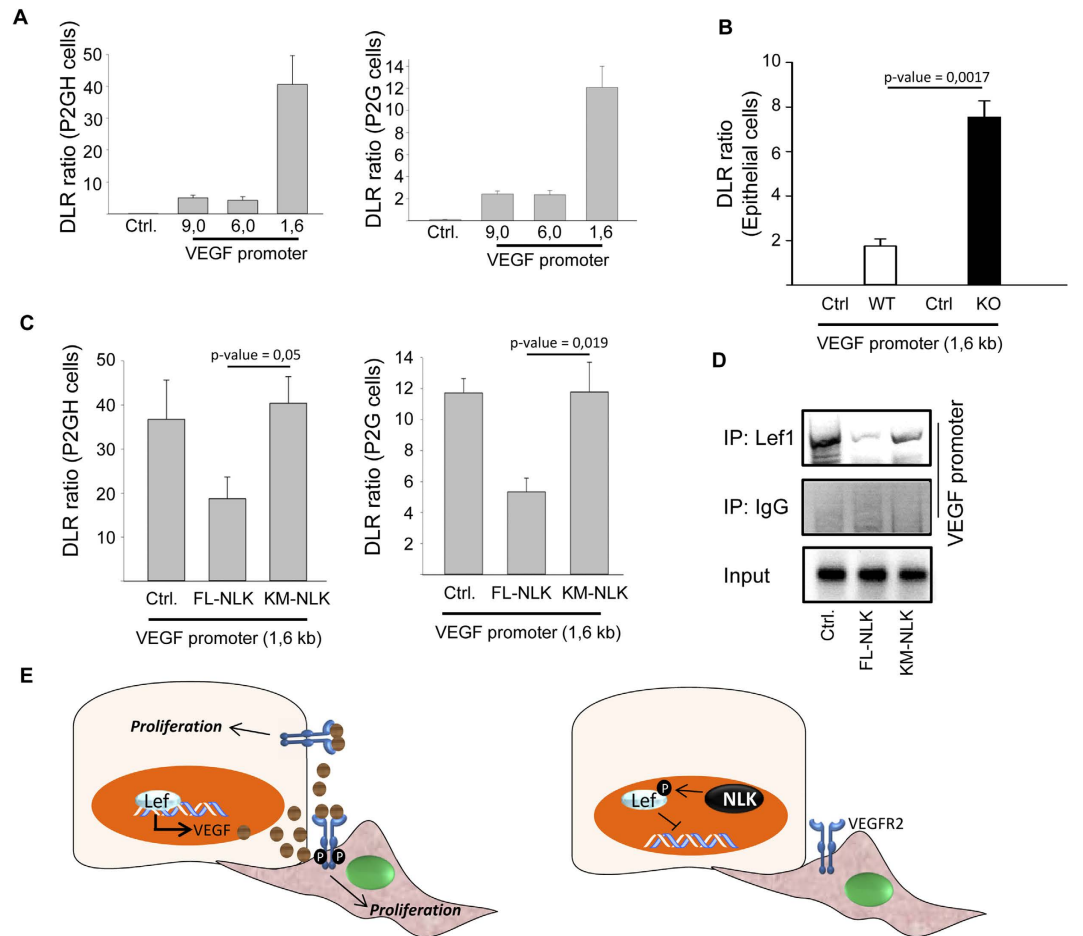 A
DLR ratio (P2GH cells)
50
40
30
20
10
Ctrl.
9,0
6,0
1,6
VEGF promoter
DLR ratio (P2G cells)
14
12
10
8
6
4
2
Ctrl.
9,0
6,0
1,6
VEGF promoter
B
DLR ratio
(Epithelial cells)
10
8
6
4
2
p-value = 0,0017
Ctrl
WT
Ctrl
KO
VEGF promoter (1,6 kb)
C
DLR ratio (P2GH cells)
50
40
30
20
10
p-value = 0,05
Ctrl.
FL-NLK
KM-NLK
VEGF promoter (1,6 kb)
DLR ratio (P2G cells)
14
12
10
8
6
4
2
p-value = 0,019
Ctrl.
FL-NLK
KM-NLK
VEGF promoter (1,6 kb)
D
IP: Lef1
IP: IgG
Input
VEGF promoter
Ctrl.
FL-NLK
KM-NLK
E
Proliferation
Lef
VEGF
P
P
Proliferation
P
Lef
NLK
VEGFR2